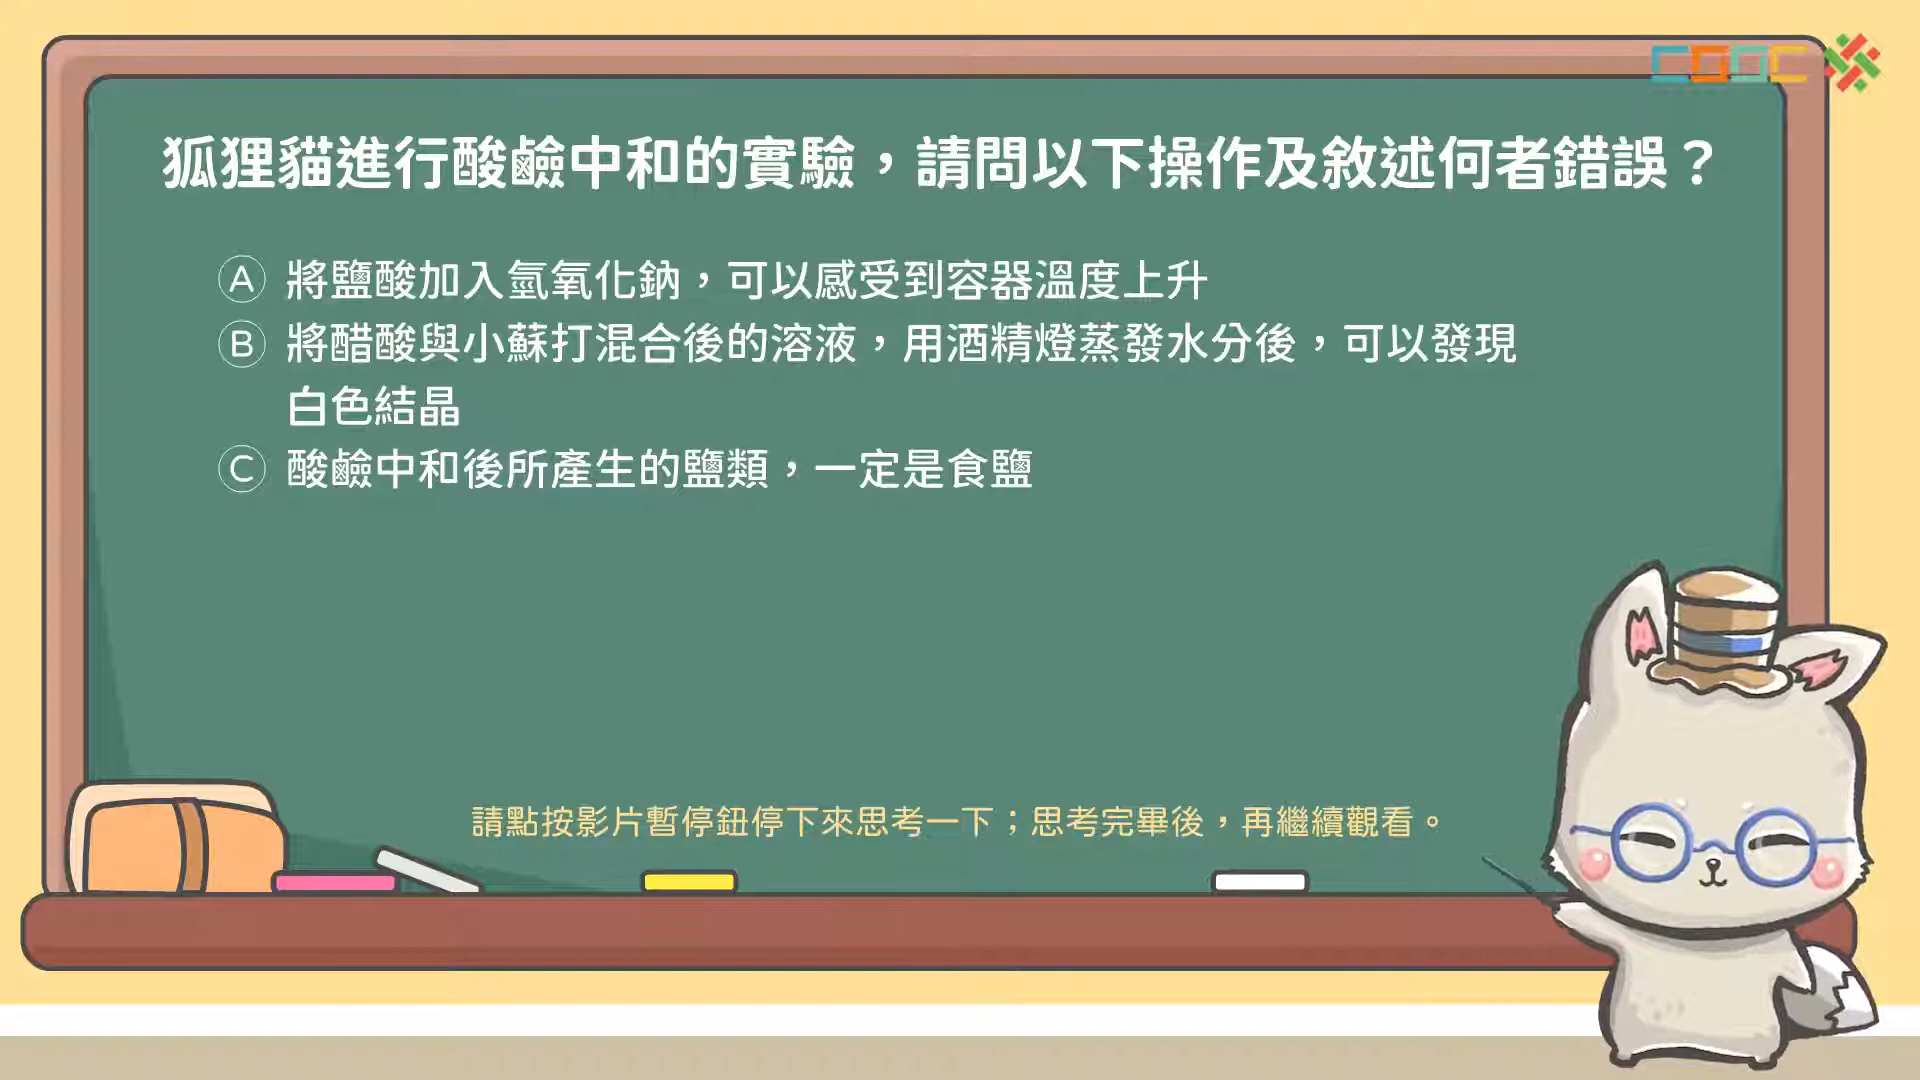 COOC
狐狸貓進行酸鹼中和的實驗，請問以下操作及敘述何者錯誤？
Ⓐ 將鹽酸加入氫氧化鈉，可以感受到容器溫度上升
Ⓑ 將醋酸與小蘇打混合後的溶液，用酒精燈蒸發水分後，可以發現
白色結晶
Ⓒ 酸鹼中和後所產生的鹽類，一定是食鹽
請點按影片暫停鈕停下來思考一下；思考完畢後，再繼續觀看。